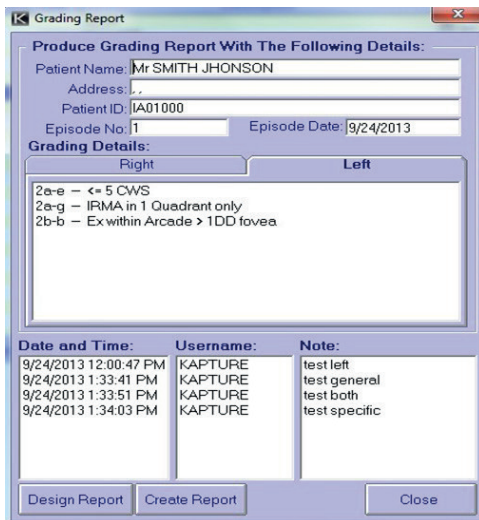 Grading Report
Produce Grading Report With The Following Details:
Patient Name: Mr SMITH JHONSON
Address: , ,
Patient ID: IA01000
Episode No: 1 Episode Date: 9/24/2013
Grading Details:
Right Left
2a-e – <= 5 CWS
2a-g – IRMA in 1 Quadrant only
2b-b – Ex within Arcade > 1DD fovea
Date and Time: Username: Note:
9/24/2013 12:00:47 PM KAPTURE test left
9/24/2013 1:33:41 PM KAPTURE test general
9/24/2013 1:33:51 PM KAPTURE test both
9/24/2013 1:34:03 PM KAPTURE test specific
Design Report Create Report Close